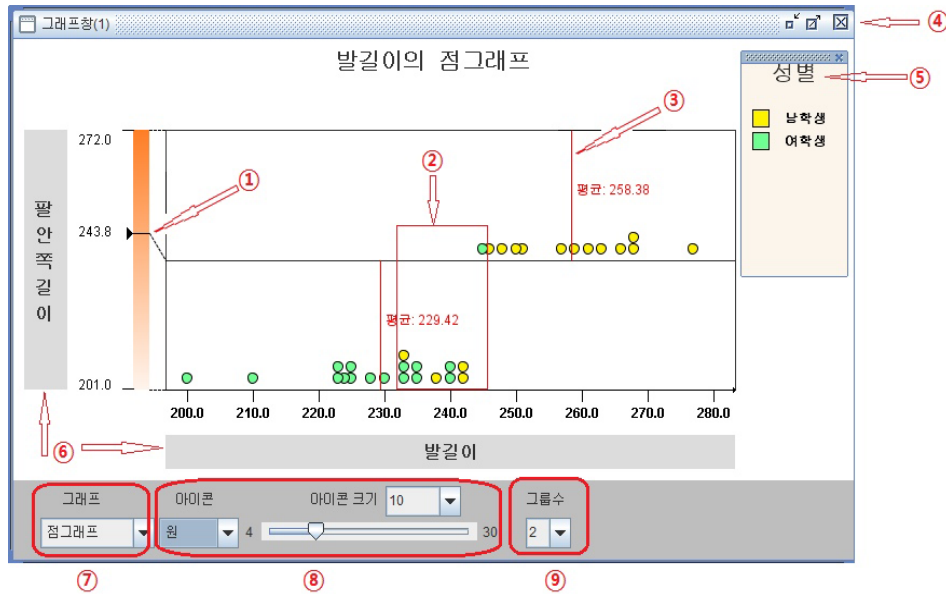 그래프창(1)
④
발길이의 점그래프
성별
⑤
남학생
여학생
③
②
①
272.0
243.8
201.0
팔안쪽길이
평균: 258.38
평균: 229.42
200.0 210.0 220.0 230.0 240.0 250.0 260.0 270.0 280.0
⑥
발길이
그래프 아이콘 아이콘 크기 10 그룹수
점그래프 원 4 30 2
⑦ ⑧ ⑨